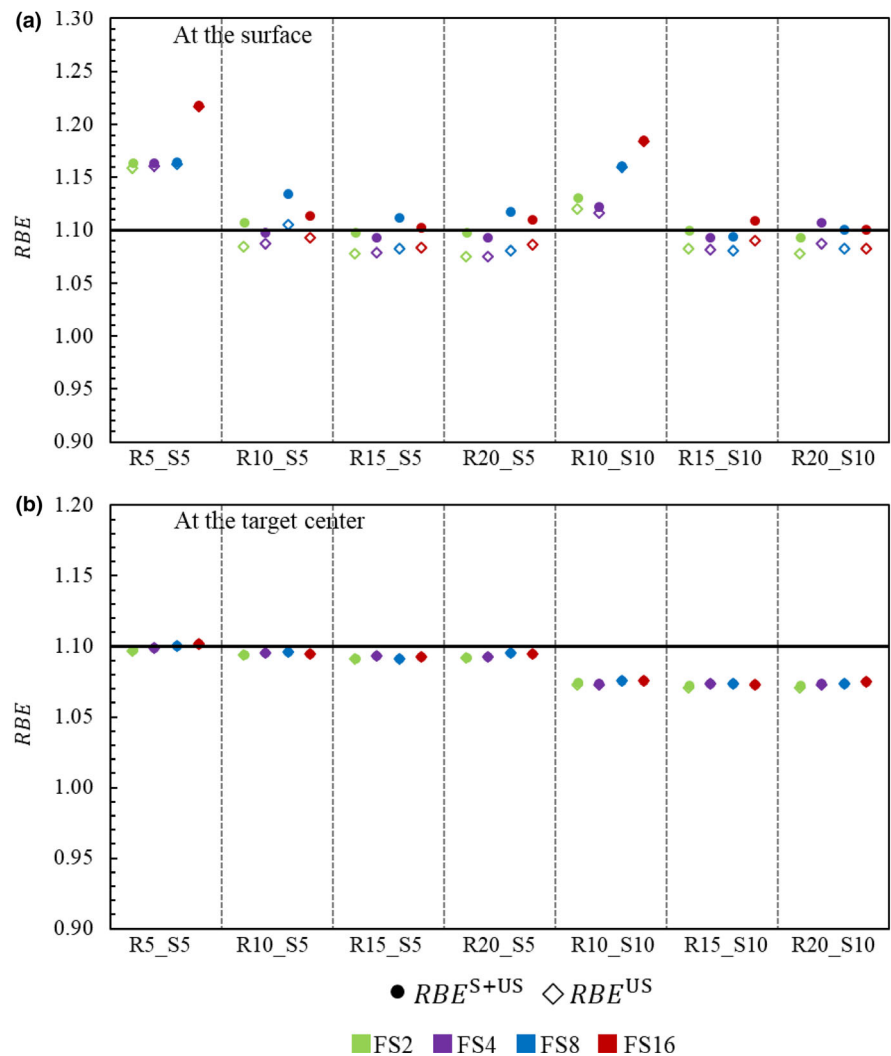 (a)
At the surface
1.30
1.25
1.20
1.15
1.10
1.05
1.00
0.95
0.90
RBE
R5_S5 R10_S5 R15_S5 R20_S5 R10_S10 R15_S10 R20_S10
(b)
At the target center
1.20
1.15
1.10
1.05
1.00
0.95
0.90
RBE
R5_S5 R10_S5 R15_S5 R20_S5 R10_S10 R15_S10 R20_S10
RBE^S+US RBE^US
FS2 FS4 FS8 FS16